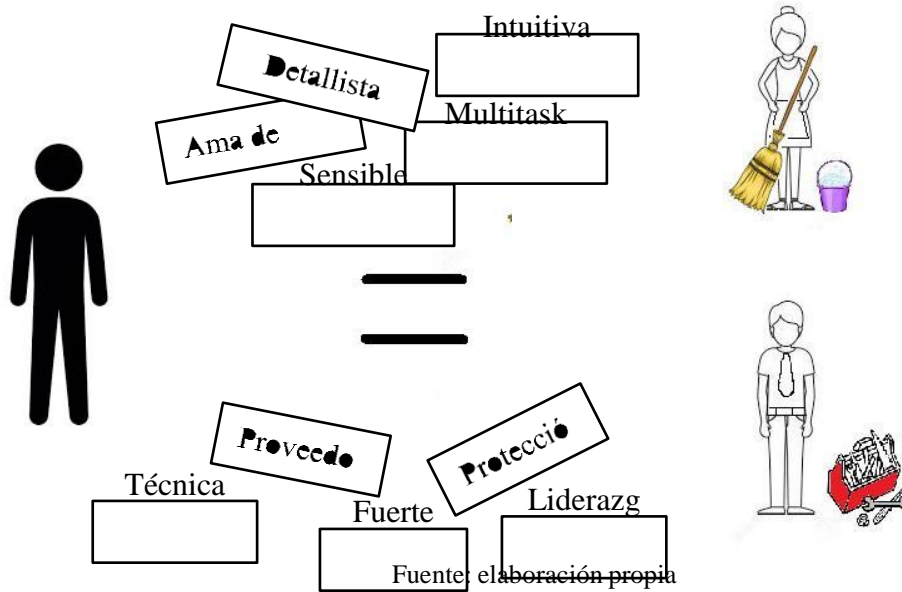 Intuitiva
Detallista
Multitask
Ama de
Sensible
Proveedo
Protecció
Técnica
Fuerte
Liderazg
Fuente: elaboración propia